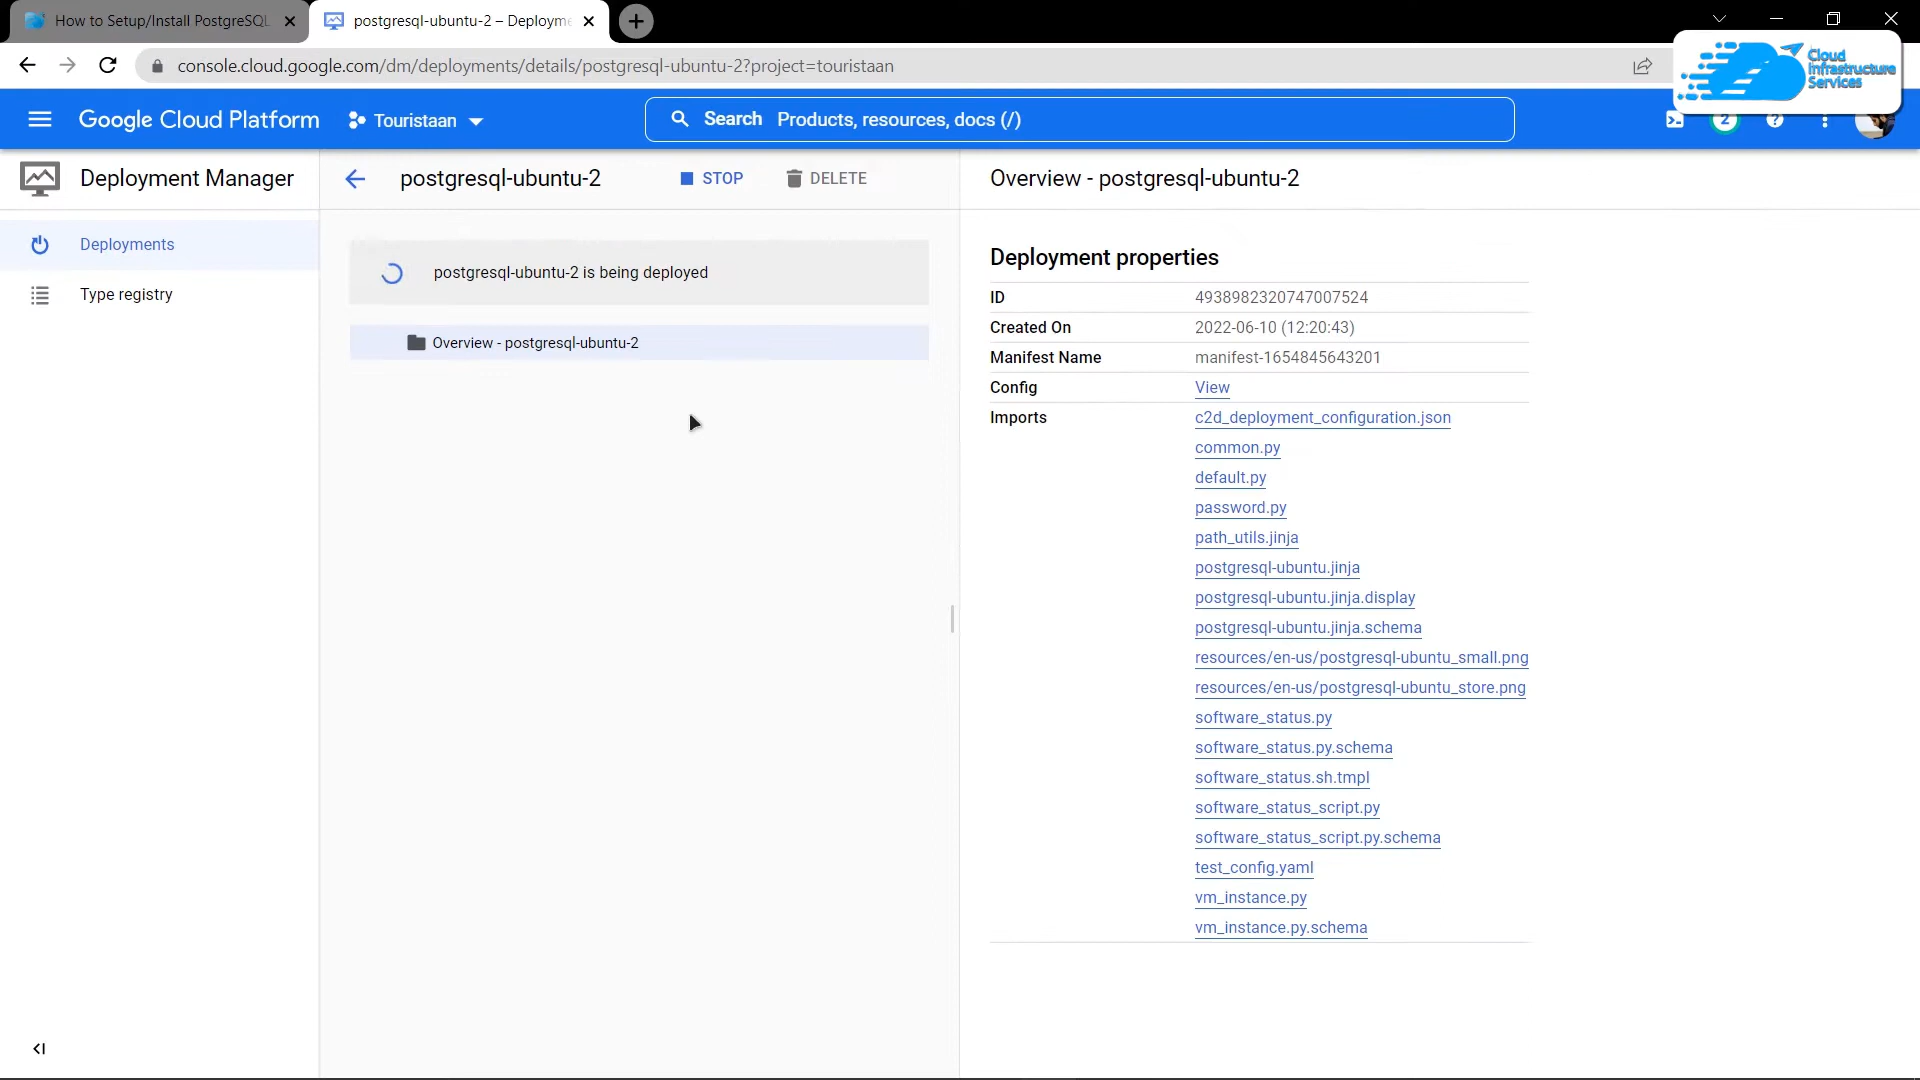 How to Setup/Install PostgreSQL
postgresql-ubuntu-2 – Deployme
console.cloud.google.com/dm/deployments/details/postgresql-ubuntu-2?project=touristaan
Cloud
Infrastructure
Services
Google Cloud Platform
Touristaan
Search Products, resources, docs (/)
2
?
Deployment Manager
postgresql-ubuntu-2
STOP
DELETE
Overview - postgresql-ubuntu-2
Deployments
Type registry
postgresql-ubuntu-2 is being deployed
Overview - postgresql-ubuntu-2
Deployment properties
ID 4938982320747007524
Created On 2022-06-10 (12:20:43)
Manifest Name manifest-1654845643201
Config View
Imports c2d_deployment_configuration.json
common.py
default.py
password.py
path_utils.jinja
postgresql-ubuntu.jinja
postgresql-ubuntu.jinja.display
postgresql-ubuntu.jinja.schema
resources/en-us/postgresql-ubuntu_small.png
resources/en-us/postgresql-ubuntu_store.png
software_status.py
software_status.py.schema
software_status.sh.tmpl
software_status_script.py
software_status_script.py.schema
test_config.yaml
vm_instance.py
vm_instance.py.schema